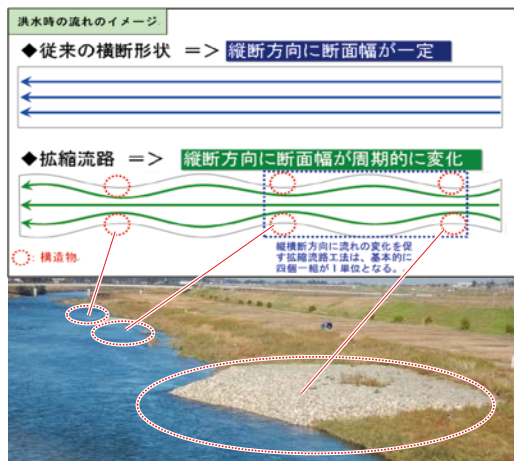 洪水時の流れのイメージ
◆従来の横断形状 => 縦断方向に断面幅が一定
◆拡縮流路 => 縦断方向に断面幅が周期的に変化
縦横断方向に流れの変化を促
す拡縮流路工法は、基本的に
四個一組が1単位となる。
: 構造物